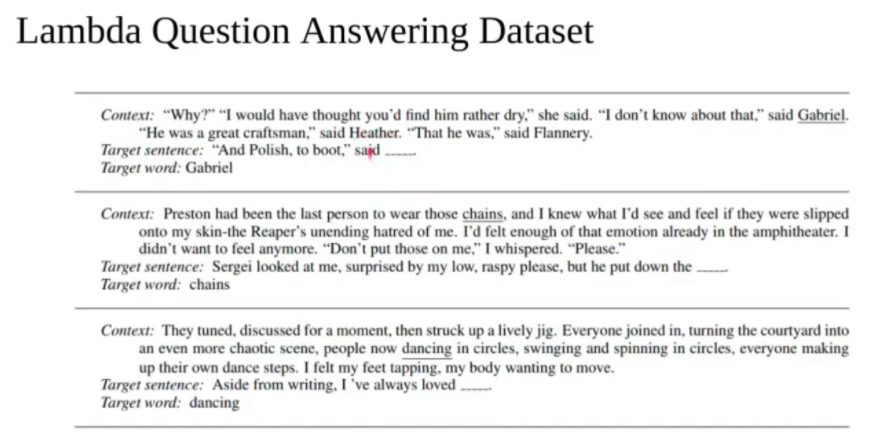 Lambda Question Answering Dataset
Context: “Why?” “I would have thought you’d find him rather dry,” she said. “I don’t know about that,” said Gabriel.
“He was a great craftsman,” said Heather. “That he was,” said Flannery.
Target sentence: “And Polish, to boot,” said _____.
Target word: Gabriel
Context: Preston had been the last person to wear those chains, and I knew what I’d see and feel if they were slipped
onto my skin-the Reaper’s unending hatred of me. I’d felt enough of that emotion already in the amphitheater. I
didn’t want to feel anymore. “Don’t put those on me,” I whispered. “Please.”
Target sentence: Sergei looked at me, surprised by my low, raspy please, but he put down the _____.
Target word: chains
Context: They tuned, discussed for a moment, then struck up a lively jig. Everyone joined in, turning the courtyard into
an even more chaotic scene, people now dancing in circles, swinging and spinning in circles, everyone making
up their own dance steps. I felt my feet tapping, my body wanting to move.
Target sentence: Aside from writing, I ’ve always loved _____.
Target word: dancing